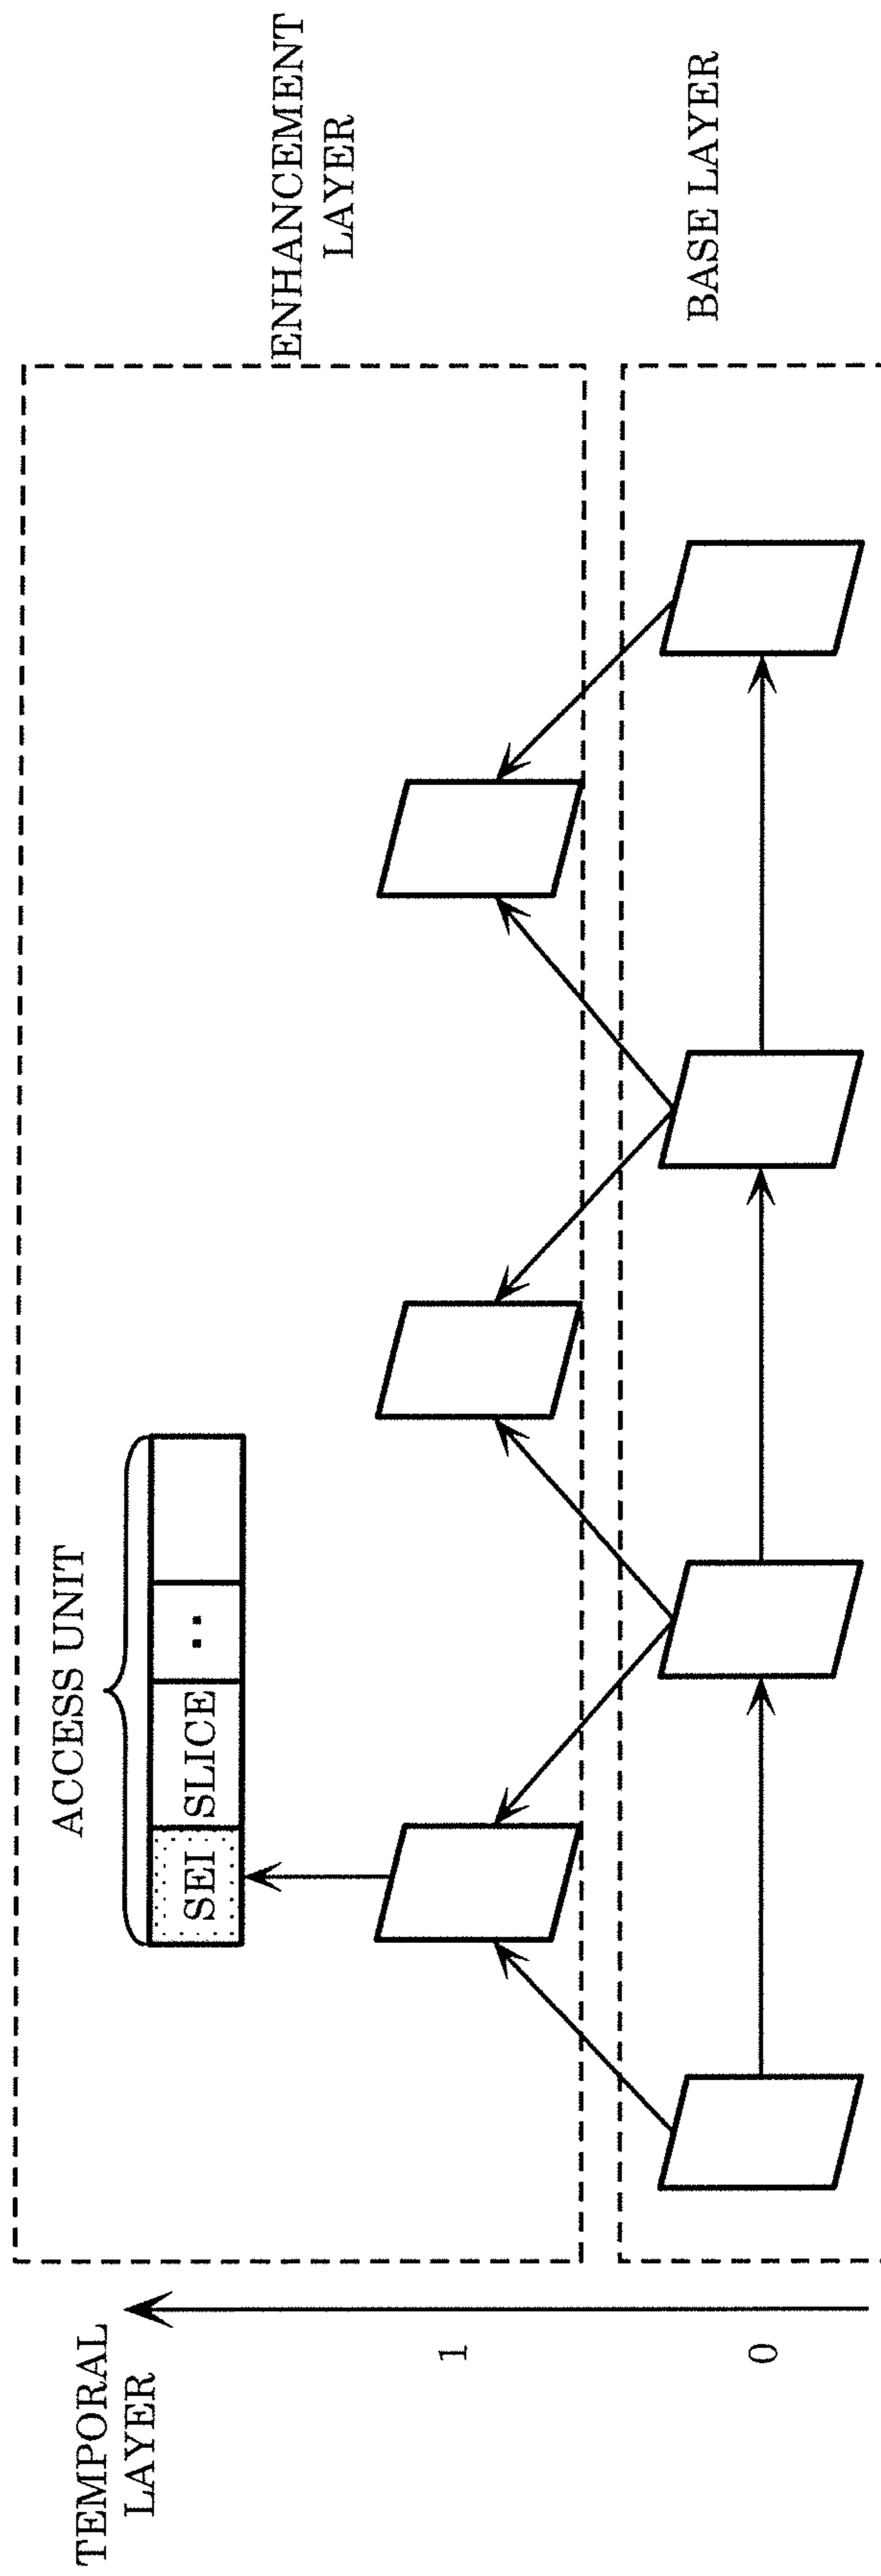 TEMPORAL
LAYER
1
0
ACCESS UNIT
SEI SLICE ..
ENHANCEMENT
LAYER
BASE LAYER